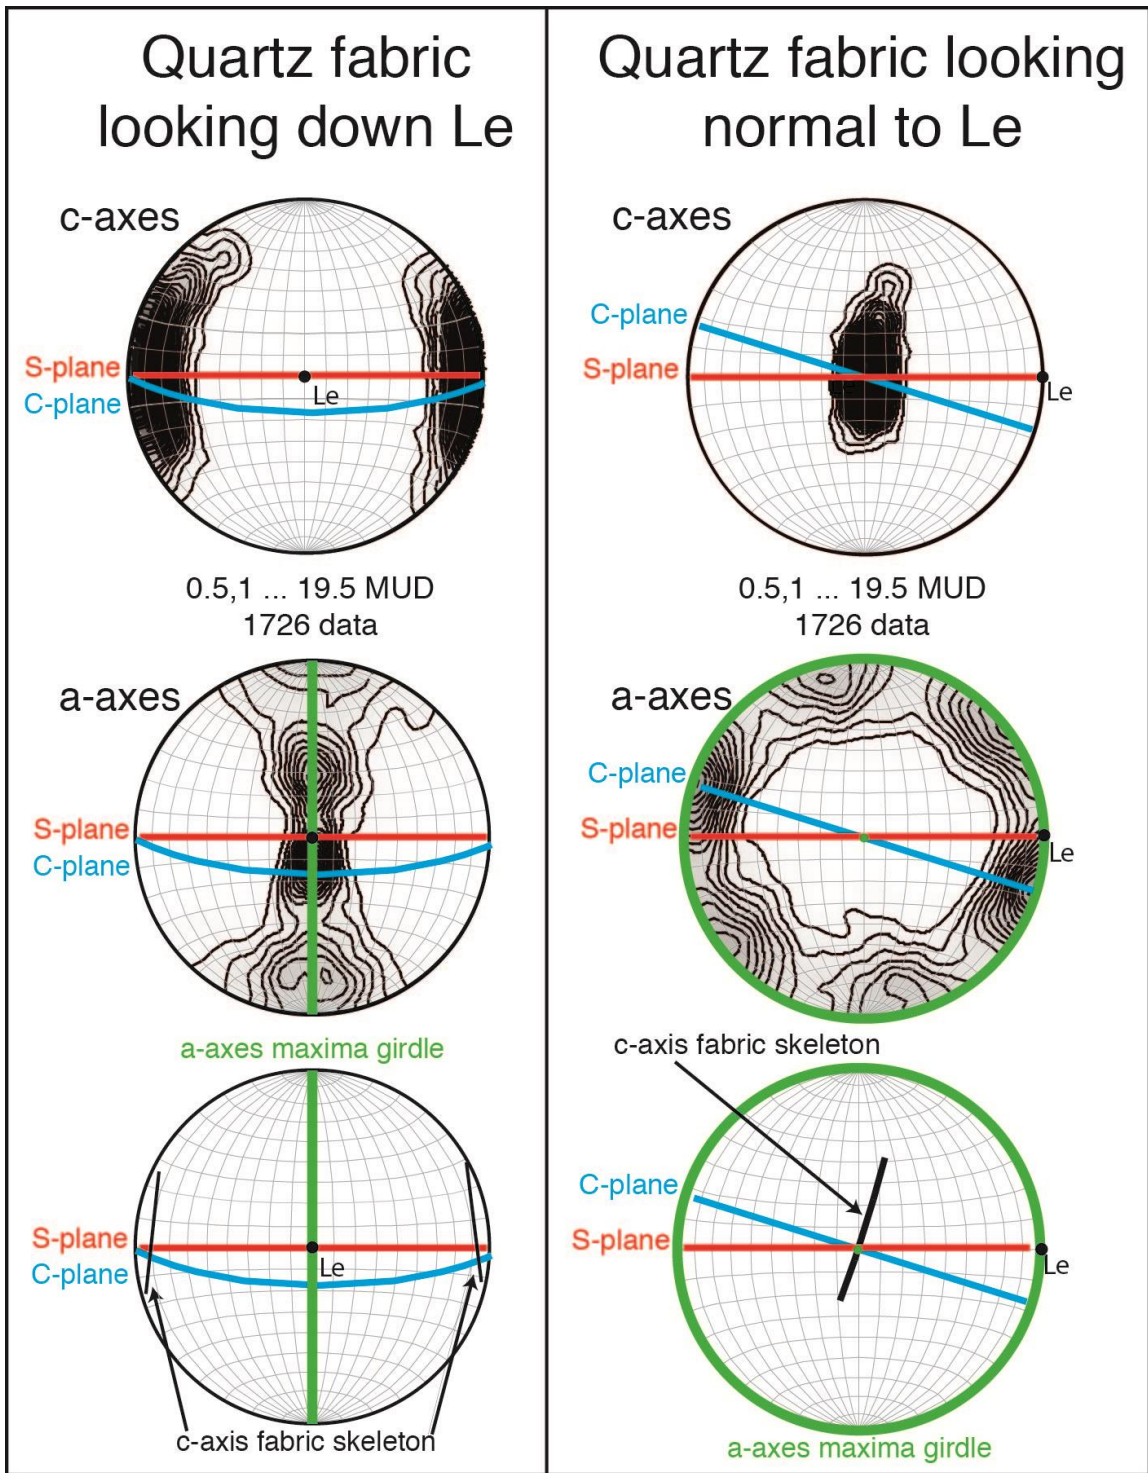 Quartz fabric
looking down Le
c-axes
S-plane
C-plane
Le
0.5,1 ... 19.5 MUD
1726 data
a-axes
S-plane
C-plane
a-axes maxima girdle
S-plane
C-plane
Le
c-axis fabric skeleton
Quartz fabric looking
normal to Le
c-axes
C-plane
S-plane
Le
0.5,1 ... 19.5 MUD
1726 data
a-axes
C-plane
S-plane
Le
c-axis fabric skeleton
C-plane
S-plane
Le
a-axes maxima girdle